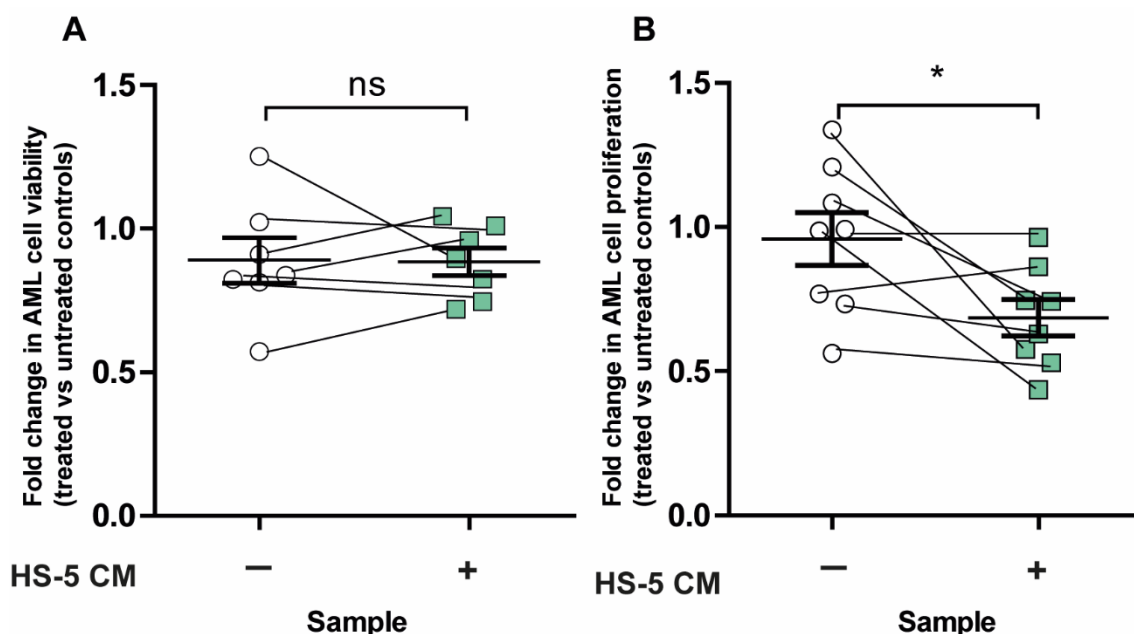 A
Fold change in AML cell viability
(treated vs untreated controls)
1.5
1.0
0.5
0.0
ns
HS-5 CM
–
+
Sample
B
Fold change in AML cell proliferation
(treated vs untreated controls)
1.5
1.0
0.5
0.0
*
HS-5 CM
–
+
Sample